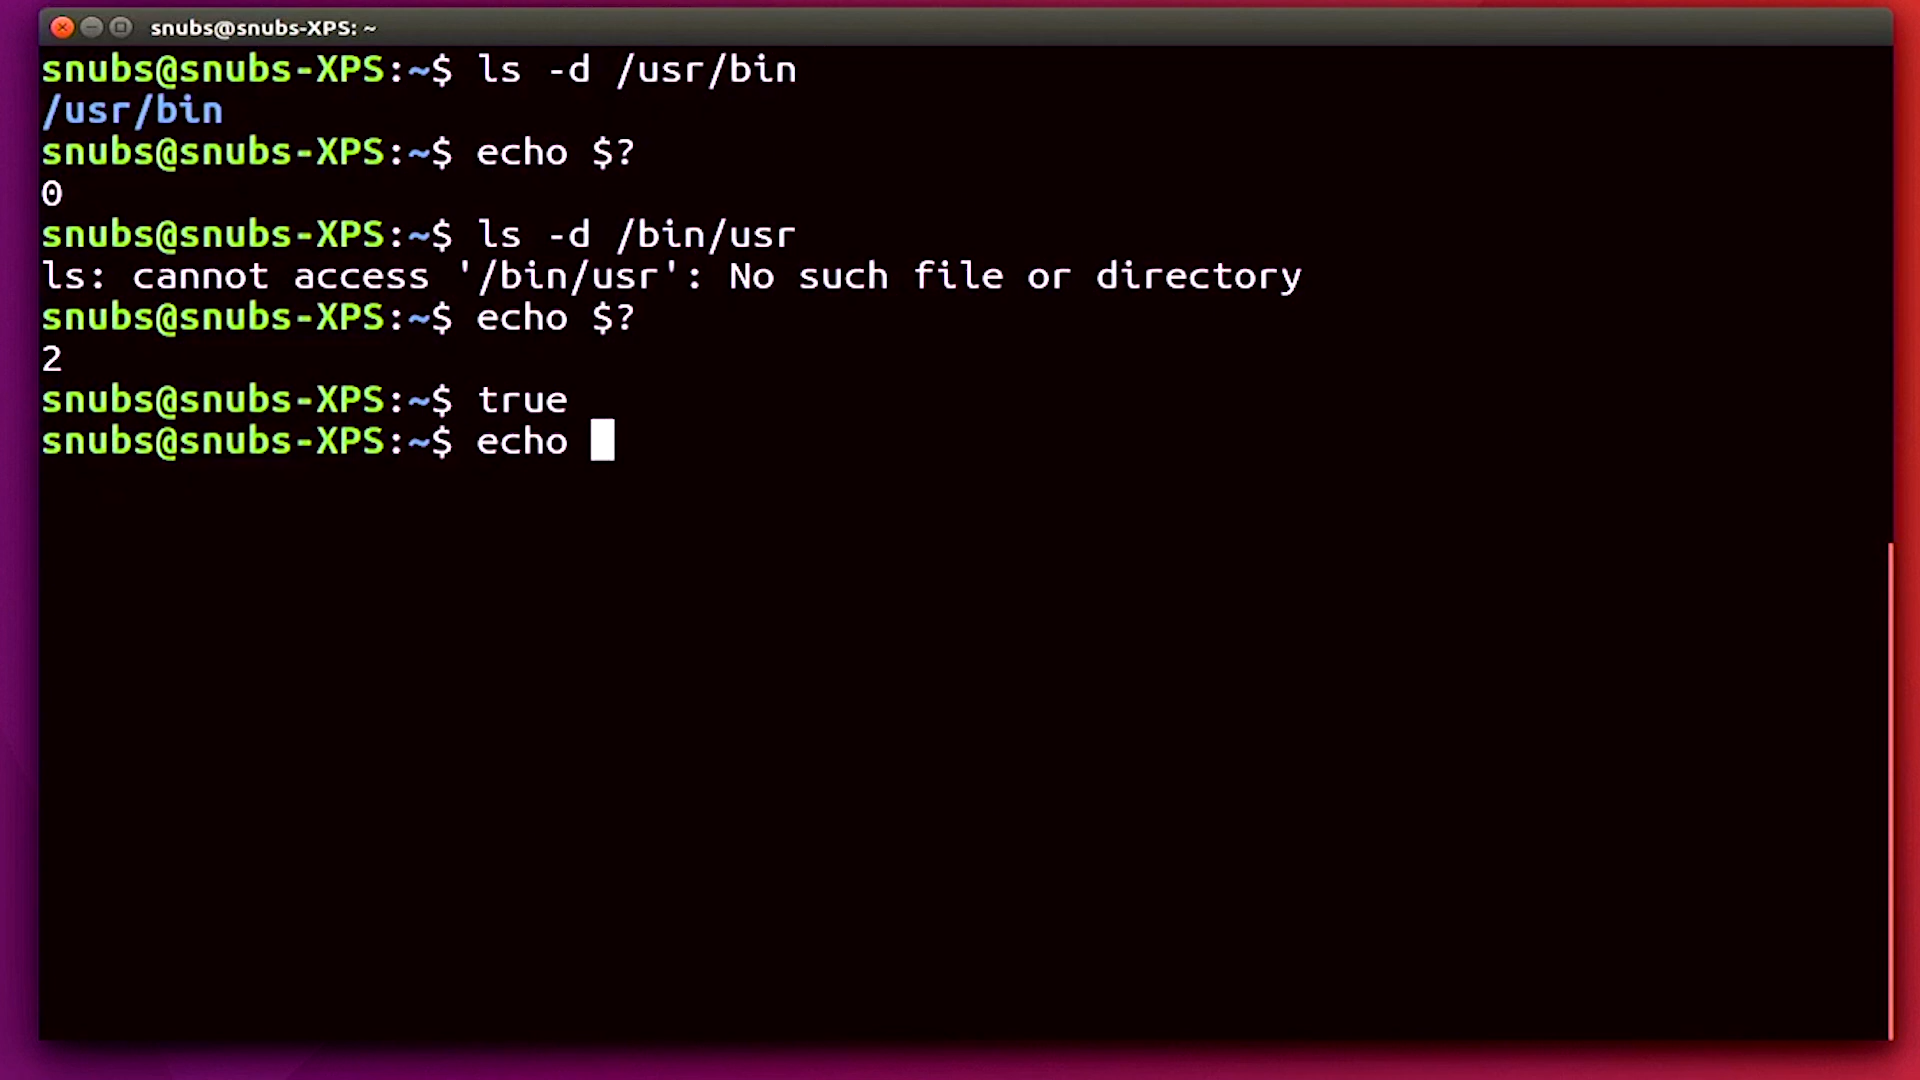 snubs@snubs-XPS: ~
snubs@snubs-XPS:~$ ls -d /usr/bin
/usr/bin
snubs@snubs-XPS:~$ echo $?
0
snubs@snubs-XPS:~$ ls -d /bin/usr
ls: cannot access '/bin/usr': No such file or directory
snubs@snubs-XPS:~$ echo $?
2
snubs@snubs-XPS:~$ true
snubs@snubs-XPS:~$ echo